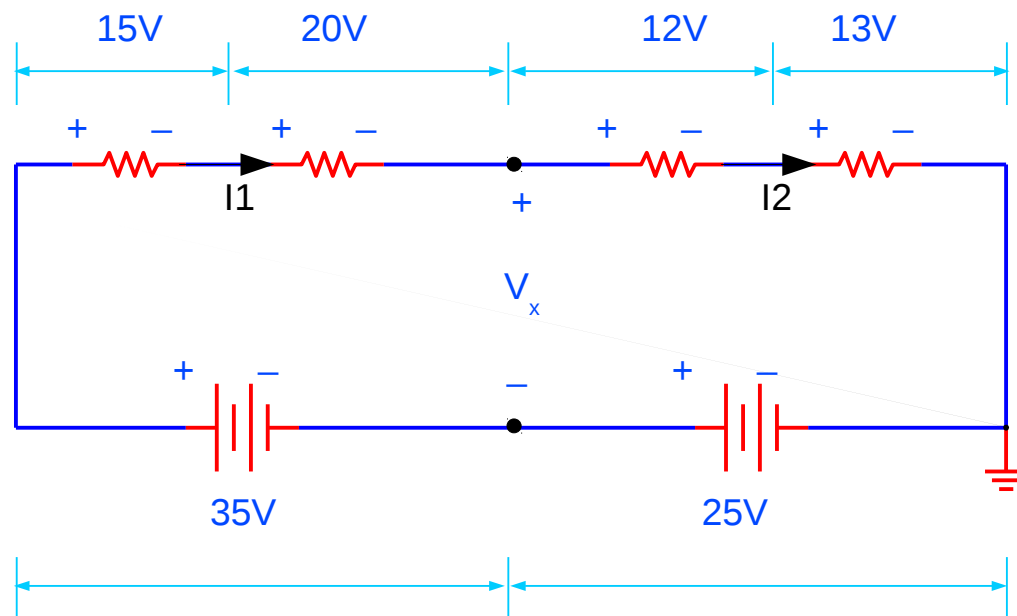 15V 20V 12V 13V
+ – + – + – + –
I1 I2
+
Vx
+ – + –
–
35V 25V